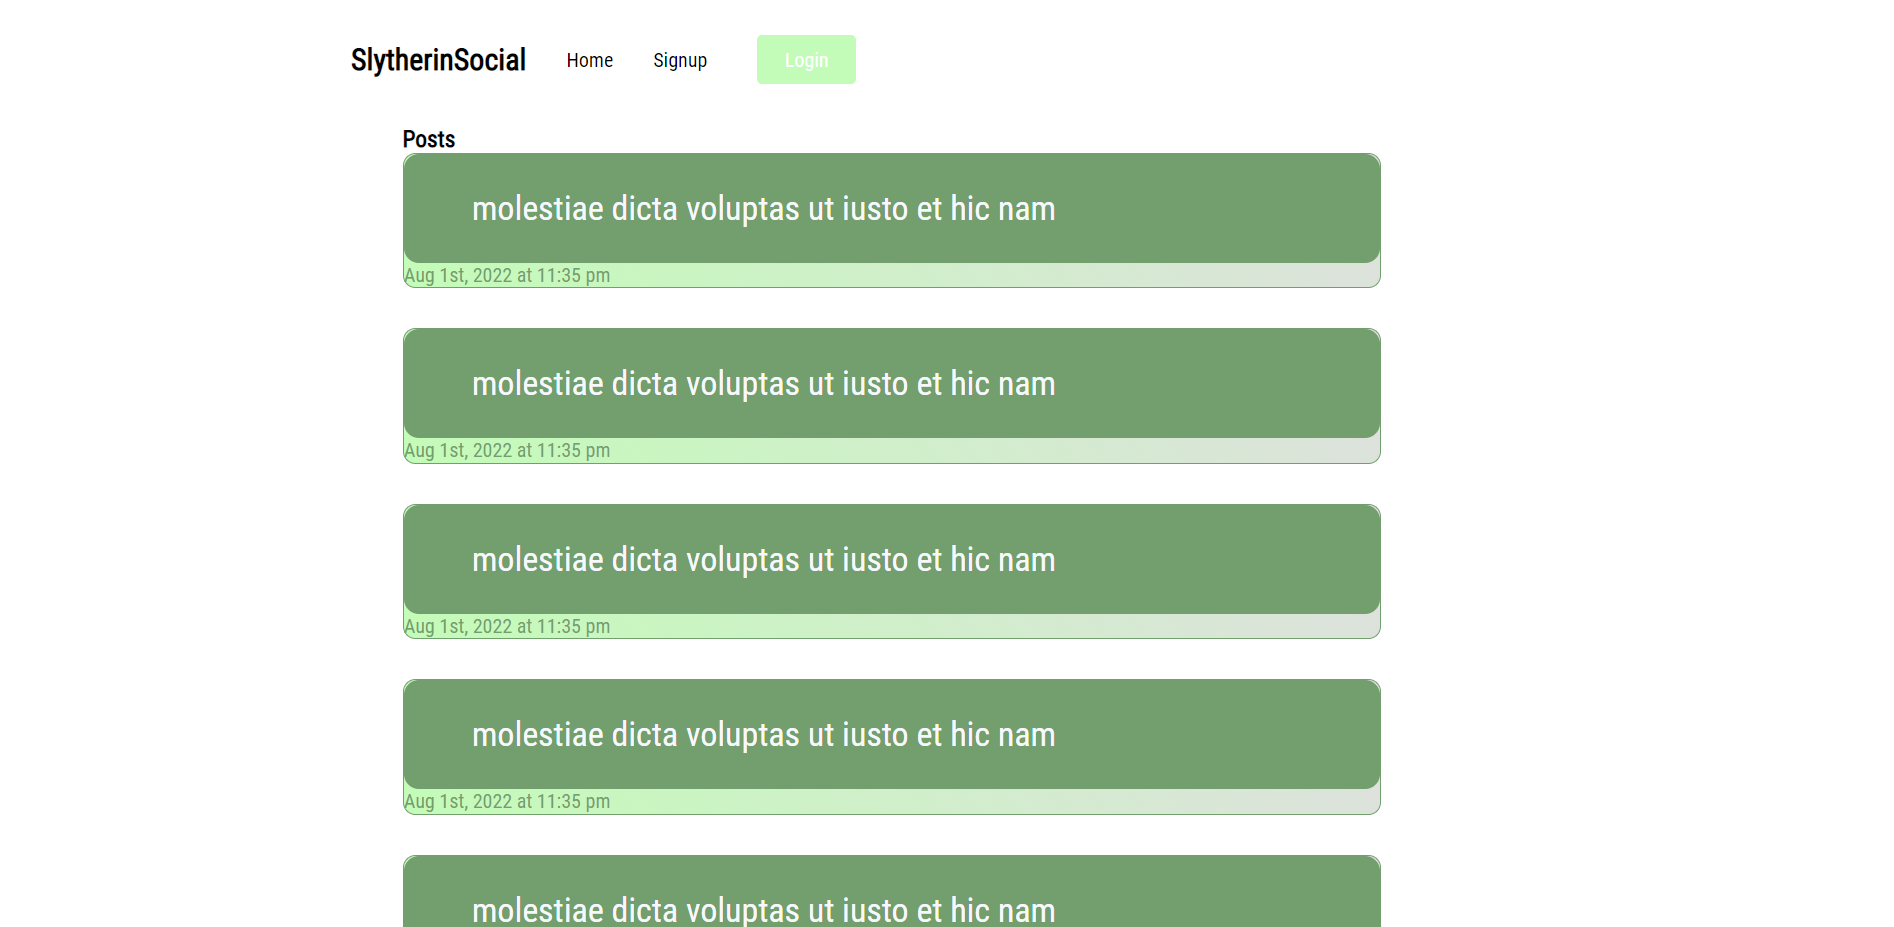 SlytherinSocial Home Signup Login
Posts
molestiae dicta voluptas ut iusto et hic nam
Aug 1st, 2022 at 11:35 pm
molestiae dicta voluptas ut iusto et hic nam
Aug 1st, 2022 at 11:35 pm
molestiae dicta voluptas ut iusto et hic nam
Aug 1st, 2022 at 11:35 pm
molestiae dicta voluptas ut iusto et hic nam
Aug 1st, 2022 at 11:35 pm
molestiae dicta voluptas ut iusto et hic nam